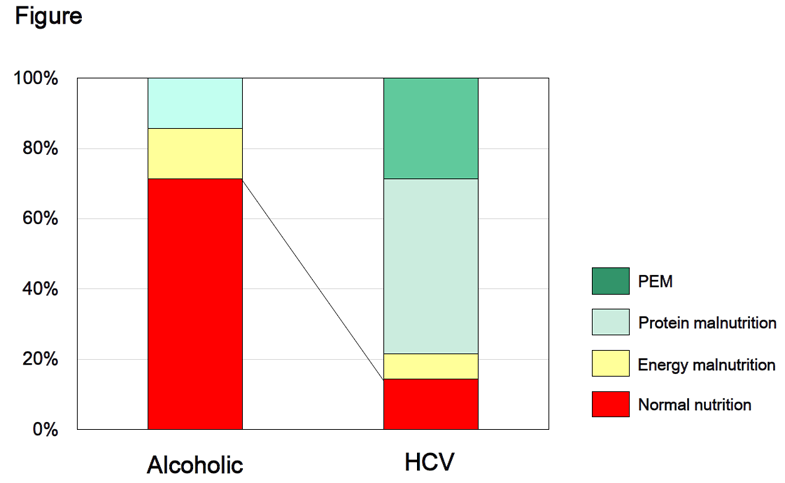 Figure
100%
80%
60%
40%
20%
0%
Alcoholic
HCV
PEM
Protein malnutrition
Energy malnutrition
Normal nutrition